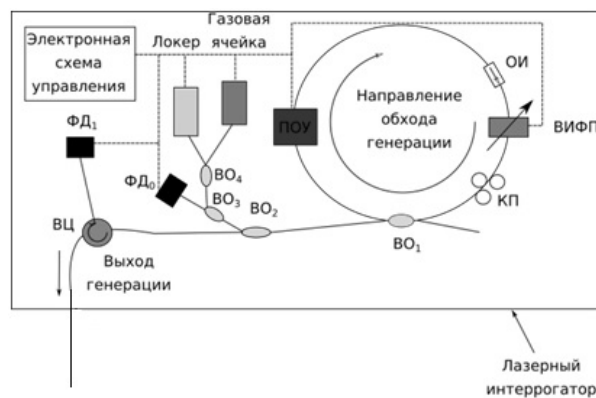 Электронная
схема
управления
Локер
Газовая
ячейка
ОИ
ФД1
ПОУ
Направление
обхода
генерации
ВИФП
ФД0
ВО4
ВО3
ВО2
КП
ВЦ
ВО1
Выход
генерации
Лазерный
интеррогатор